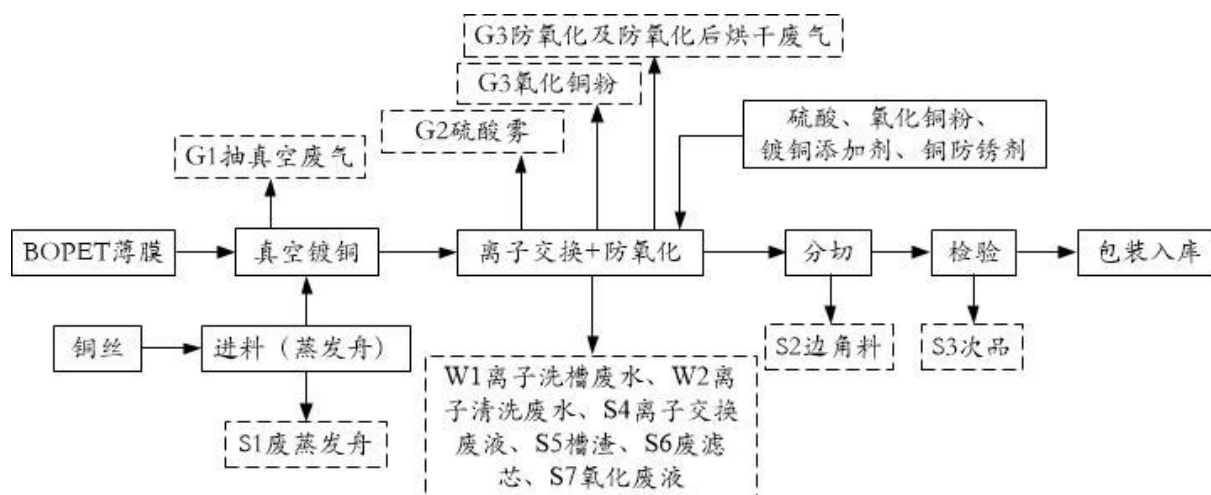 G3防氧化及防氧化后烘干废气
G3氧化铜粉
G2硫酸雾
硫酸、氧化铜粉、
镀铜添加剂、铜防锈剂
G1抽真空废气
BOPET薄膜
真空镀铜
离子交换+防氧化
分切
检验
包装入库
铜丝
进料（蒸发舟）
S2边角料
S3次品
W1离子洗槽废水、W2离
子清洗废水、S4离子交换
废液、S5槽渣、S6废滤
芯、S7氧化废液
S1废蒸发舟